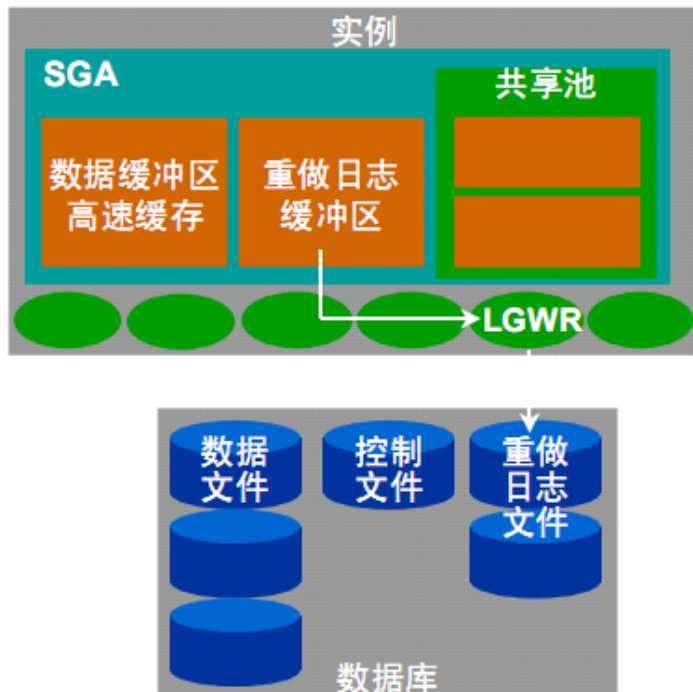 实例
SGA
共享池
数据缓冲区
高速缓存
重做日志
缓冲区
LGWR
数据
文件
控制
文件
重做
日志
文件
数据库